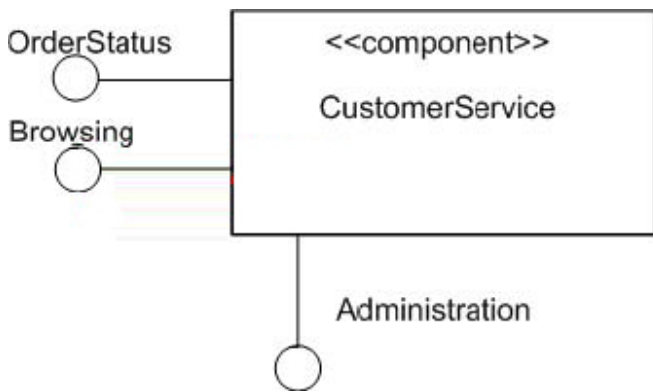 OrderStatus
<<component>>
CustomerService
Browsing
Administration